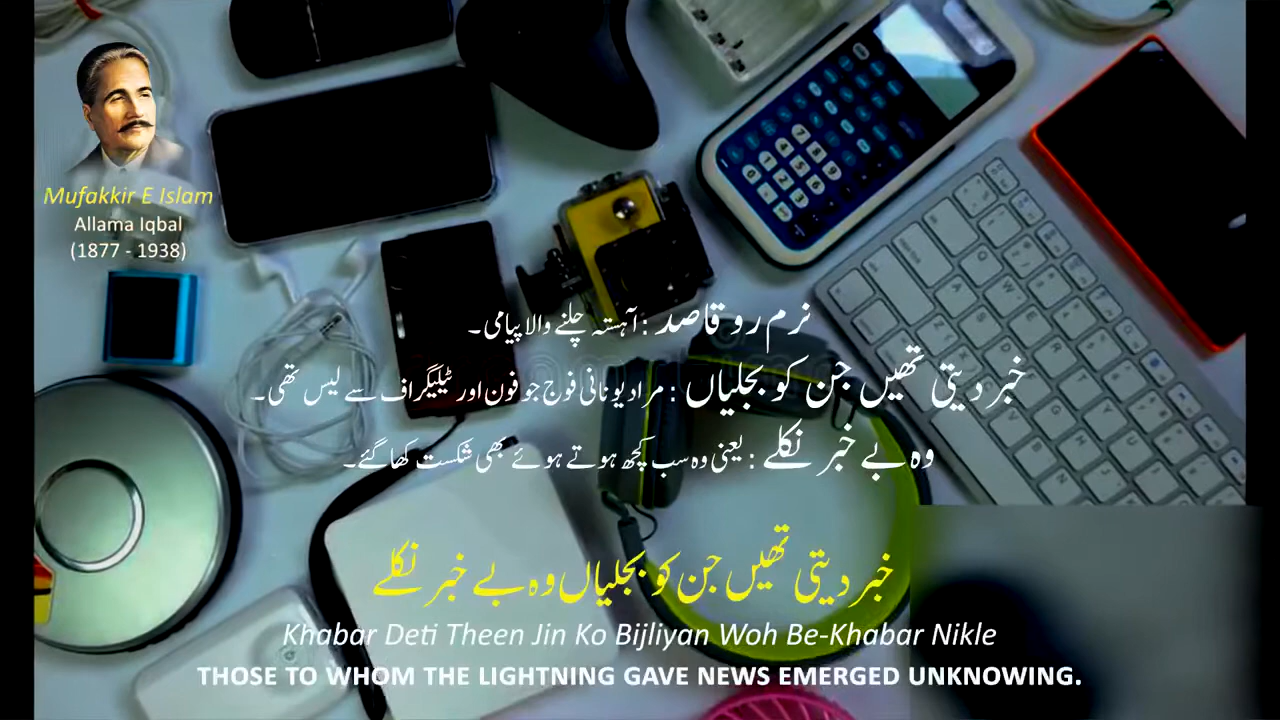 Mufakkir E Islam
Allama Iqbal
(1877 - 1938)
نرم رو قاصد : آہستہ چلنے والا پیامی۔
خبر دیتی تھیں جن کو بجلیاں : مراد یونانی فوج جو فون اور ٹیلیگراف سے لیس تھی۔
وہ بے خبر نکلے : یعنی وہ سب کچھ ہوتے ہوئے بھی شکست کھا گئے۔
خبر دیتی تھیں جن کو بجلیاں وہ بے خبر نکلے
Khabar Deti Theen Jin Ko Bijliyan Woh Be-Khabar Nikle
THOSE TO WHOM THE LIGHTNING GAVE NEWS EMERGED UNKNOWING.